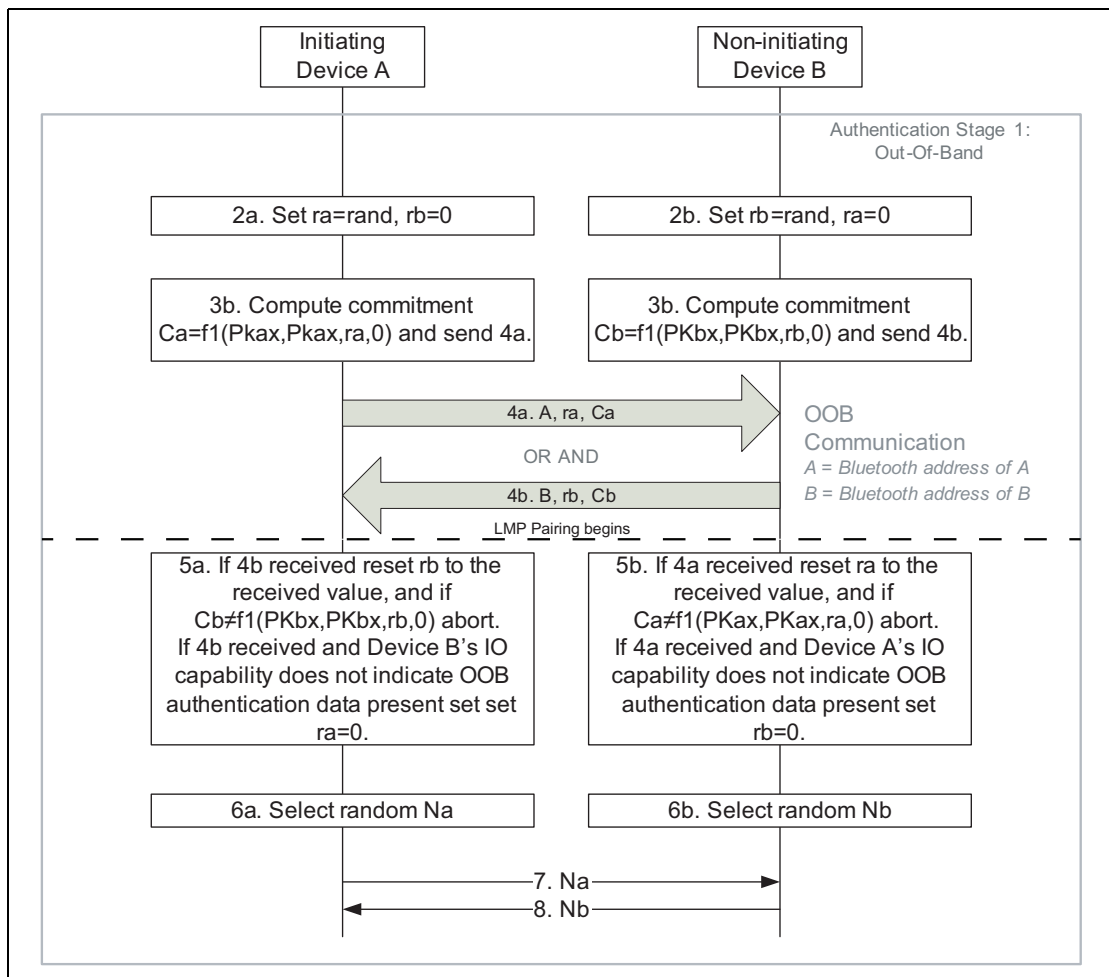 Initiating
Device A
Non-initiating
Device B
Authentication Stage 1:
Out-Of-Band
2a. Set ra=rand, rb=0
2b. Set rb=rand, ra=0
3b. Compute commitment
Ca=f1(Pkax,Pkax,ra,0) and send 4a.
3b. Compute commitment
Cb=f1(PKbx,PKbx,rb,0) and send 4b.
4a. A, ra, Ca
OR AND
4b. B, rb, Cb
OOB
Communication
A = Bluetooth address of A
B = Bluetooth address of B
LMP Pairing begins
5a. If 4b received reset rb to the
received value, and if
Cb≠f1(PKbx,PKbx,rb,0) abort.
If 4b received and Device B’s IO
capability does not indicate OOB
authentication data present set set
ra=0.
5b. If 4a received reset ra to the
received value, and if
Ca≠f1(PKax,PKax,ra,0) abort.
If 4a received and Device A’s IO
capability does not indicate OOB
authentication data present set
rb=0.
6a. Select random Na
6b. Select random Nb
7. Na
8. Nb